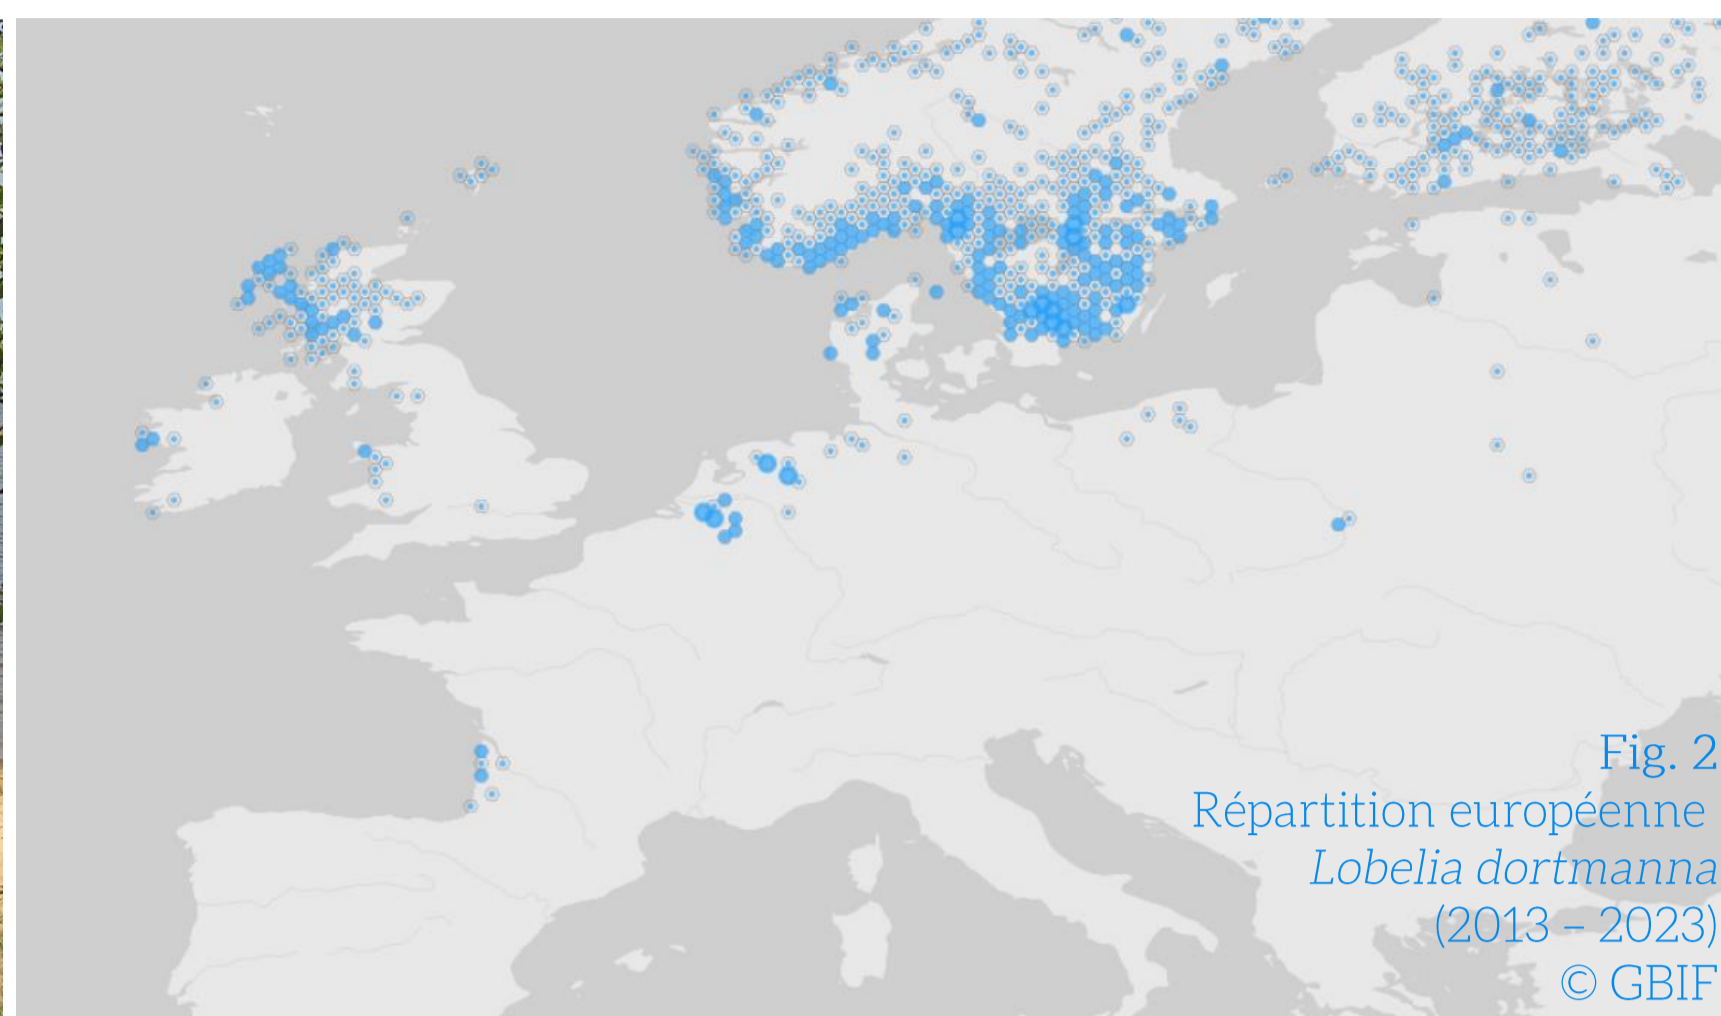 Fig. 2
Répartition européenne
Lobelia dortmanna
(2013 – 2023)
© GBIF